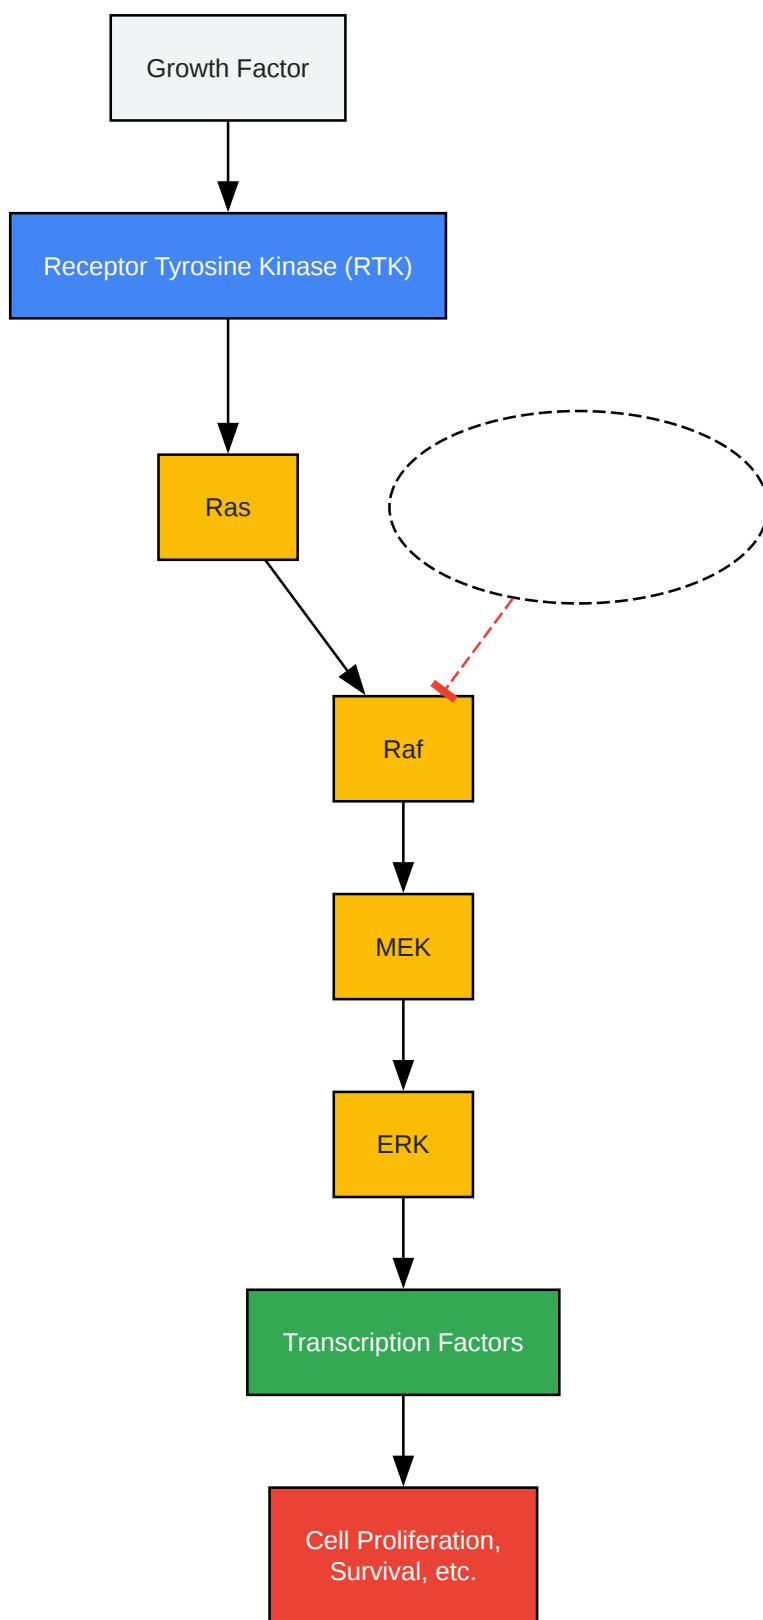 Growth Factor
Receptor Tyrosine Kinase (RTK)
Ras
Raf
MEK
ERK
Transcription Factors
Cell Proliferation,
Survival, etc.